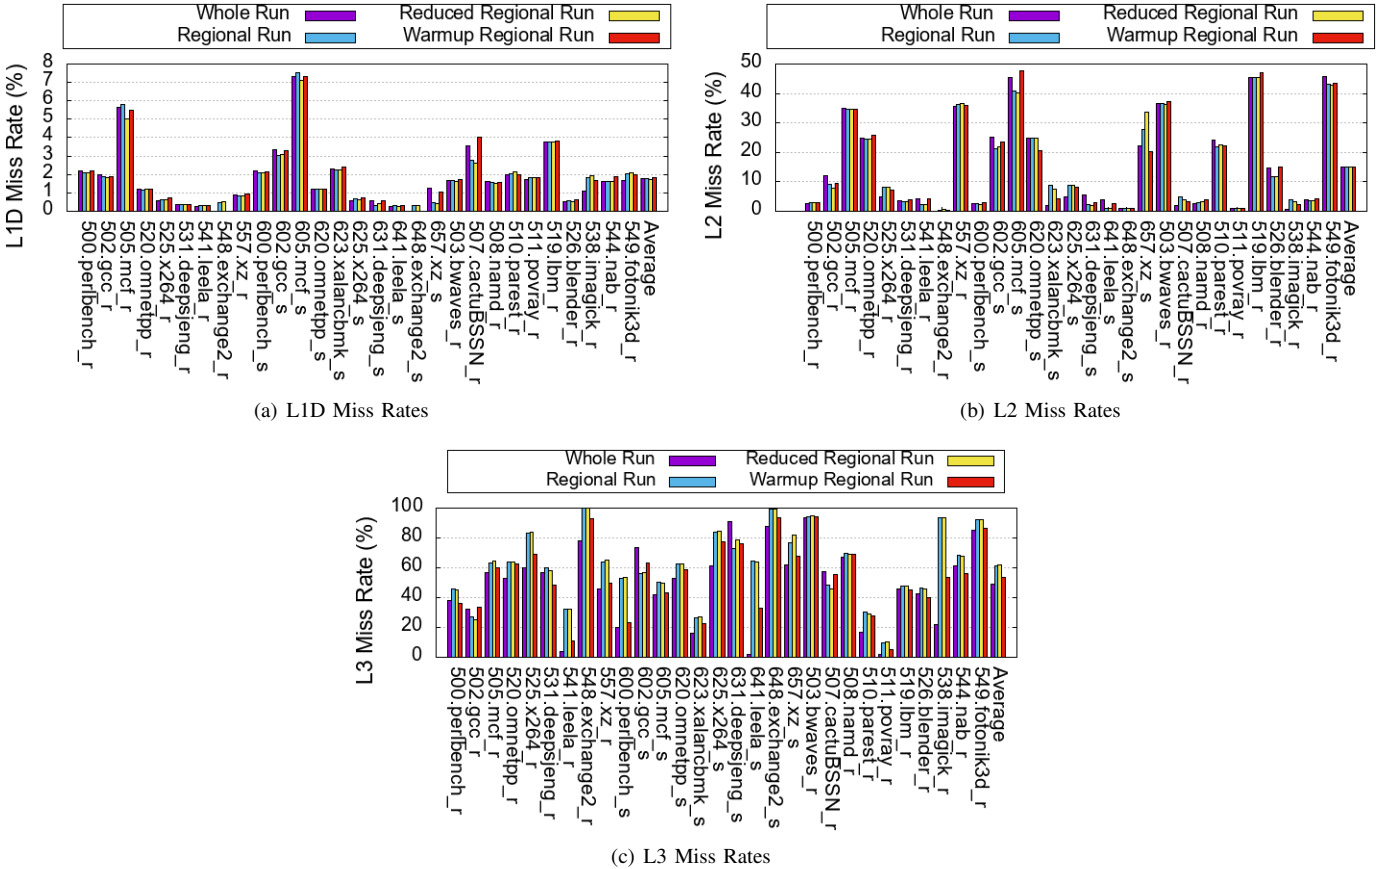 Whole Run
Reduced Regional Run
Regional Run
Warmup Regional Run
L1D Miss Rate (%)
8
7
6
5
4
3
2
1
0
500.perlbench_r
502.gcc_r
505.mcf_r
520.omnetpp_r
525.x264_r
531.deepsjeng_r
541.leela_r
548.exchange2_r
557.xz_r
600.perlbench_s
602.gcc_s
605.mcf_s
620.omnetpp_s
623.xalancbmk_s
625.x264_s
631.deepsjeng_s
641.leela_s
648.exchange2_s
657.xz_s
503.bwaves_r
507.cactuBSSN_r
508.namd_r
510.parest_r
511.povray_r
519.lbm_r
526.blender_r
538.imagick_r
544.nab_r
549.fotonik3d_r
Average
(a) L1D Miss Rates
Whole Run
Reduced Regional Run
Regional Run
Warmup Regional Run
L2 Miss Rate (%)
50
40
30
20
10
0
500.perlbench_r
502.gcc_r
505.mcf_r
520.omnetpp_r
525.x264_r
531.deepsjeng_r
541.leela_r
548.exchange2_r
557.xz_r
600.perlbench_s
602.gcc_s
605.mcf_s
620.omnetpp_s
623.xalancbmk_s
625.x264_s
631.deepsjeng_s
641.leela_s
648.exchange2_s
657.xz_s
503.bwaves_r
507.cactuBSSN_r
508.namd_r
510.parest_r
511.povray_r
519.lbm_r
526.blender_r
538.imagick_r
544.nab_r
549.fotonik3d_r
Average
(b) L2 Miss Rates
Whole Run
Reduced Regional Run
Regional Run
Warmup Regional Run
L3 Miss Rate (%)
100
80
60
40
20
0
500.perlbench_r
502.gcc_r
505.mcf_r
520.omnetpp_r
525.x264_r
531.deepsjeng_r
541.leela_r
548.exchange2_r
557.xz_r
600.perlbench_s
602.gcc_s
605.mcf_s
620.omnetpp_s
623.xalancbmk_s
625.x264_s
631.deepsjeng_s
641.leela_s
648.exchange2_s
657.xz_s
503.bwaves_r
507.cactuBSSN_r
508.namd_r
510.parest_r
511.povray_r
519.lbm_r
526.blender_r
538.imagick_r
544.nab_r
549.fotonik3d_r
Average
(c) L3 Miss Rates